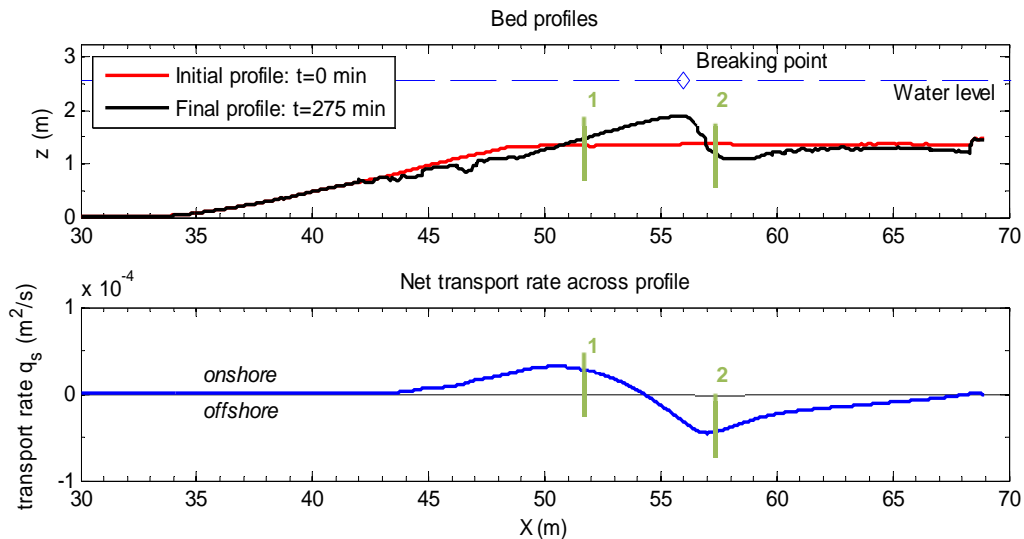 Bed profiles
3
2
1
0
z (m)
Initial profile: t=0 min
Final profile: t=275 min
Breaking point
Water level
1
2
30 35 40 45 50 55 60 65 70
x 10⁻⁴
Net transport rate across profile
1
0
-1
transport rate qₛ (m²/s)
onshore
offshore
1
2
30 35 40 45 50 55 60 65 70
X (m)